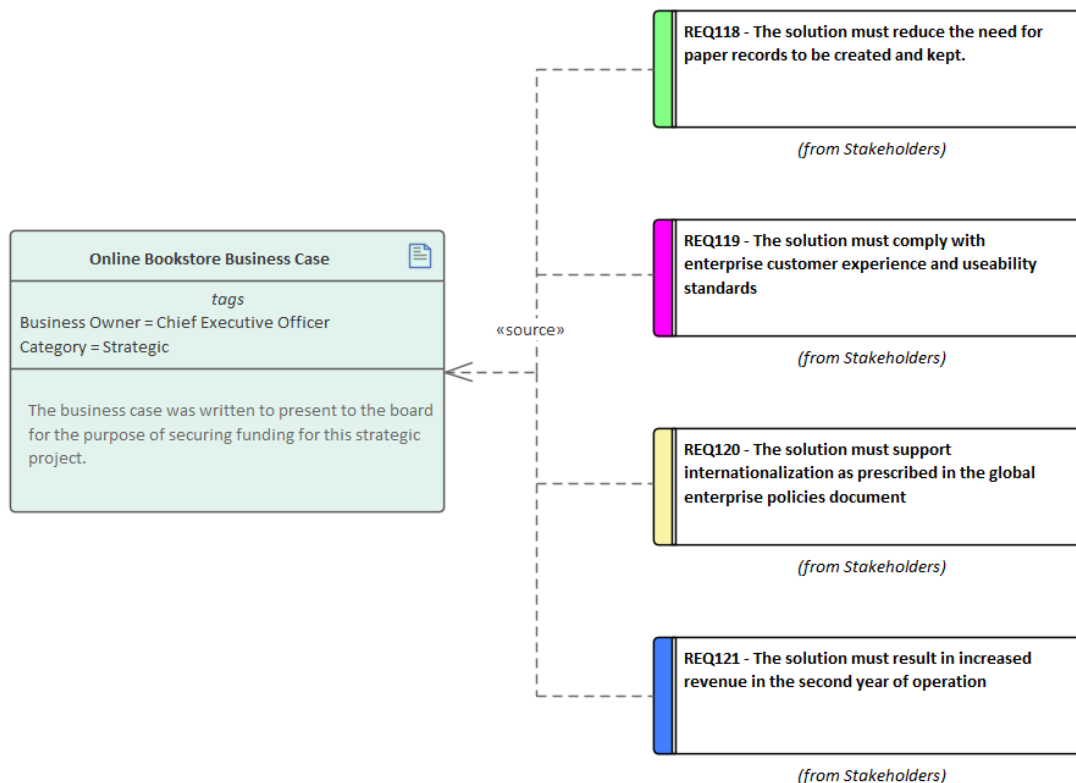 REQ118 - The solution must reduce the need for
paper records to be created and kept.
(from Stakeholders)
REQ119 - The solution must comply with
enterprise customer experience and useability
standards
(from Stakeholders)
Online Bookstore Business Case
tags
Business Owner = Chief Executive Officer
Category = Strategic
The business case was written to present to the board
for the purpose of securing funding for this strategic
project.
«source»
REQ120 - The solution must support
internationalization as prescribed in the global
enterprise policies document
(from Stakeholders)
REQ121 - The solution must result in increased
revenue in the second year of operation
(from Stakeholders)